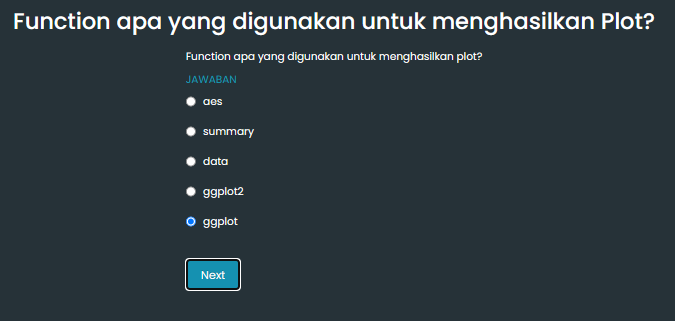 Function apa yang digunakan untuk menghasilkan Plot?
Function apa yang digunakan untuk menghasilkan plot?
JAWABAN
aes
summary
data
ggplot2
ggplot
Next